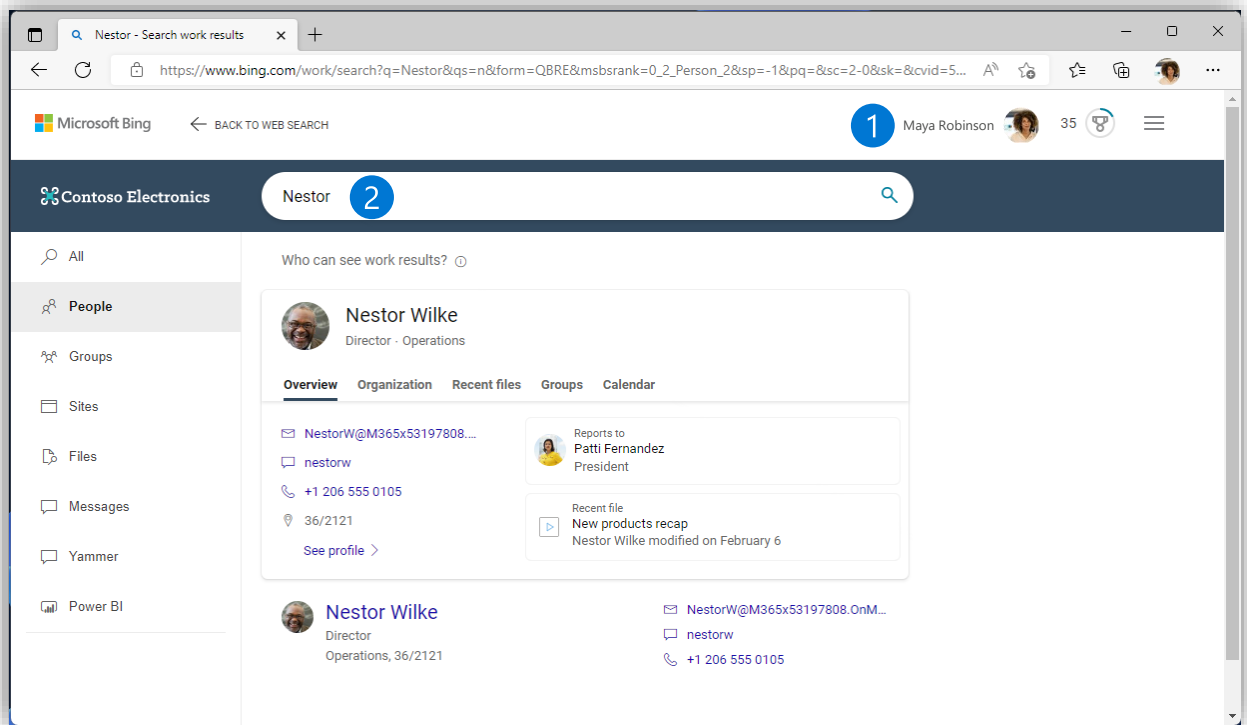 Nestor - Search work results
https://www.bing.com/work/search?q=Nestor&qs=n&form=QBRE&msbsrank=0_2_Person_2&sp=-1&pq=&sc=2-0&sk=&cvid=5...
Microsoft Bing
BACK TO WEB SEARCH
1
Maya Robinson
35
Contoso Electronics
Nestor
2
All
People
Groups
Sites
Files
Messages
Yammer
Power BI
Who can see work results?
Nestor Wilke
Director - Operations
Overview Organization Recent files Groups Calendar
NestorW@M365x53197808....
nestorw
+1 206 555 0105
36/2121
See profile
Reports to
Patti Fernandez
President
Recent file
New products recap
Nestor Wilke modified on February 6
Nestor Wilke
Director
Operations, 36/2121
NestorW@M365x53197808.OnM...
nestorw
+1 206 555 0105